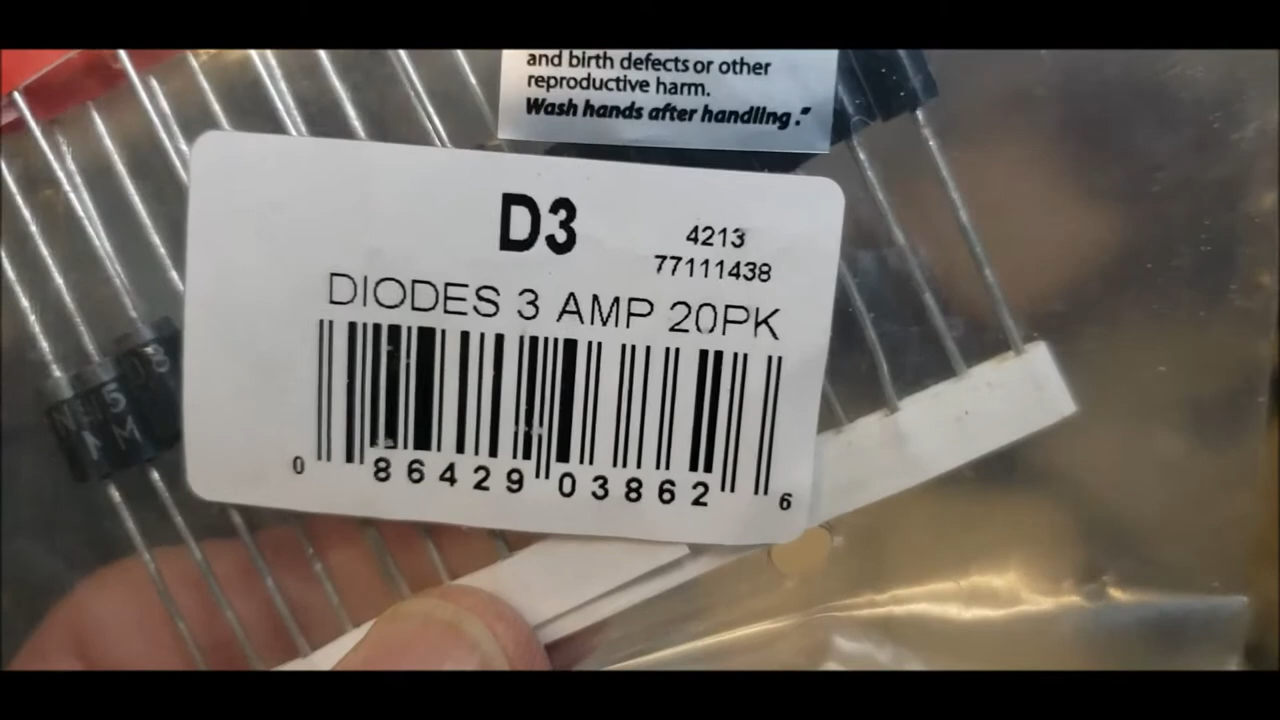 and birth defects or other
reproductive harm.
Wash hands after handling."
D3
4213
77111438
DIODES 3 AMP 20PK
0 86429 03862 6